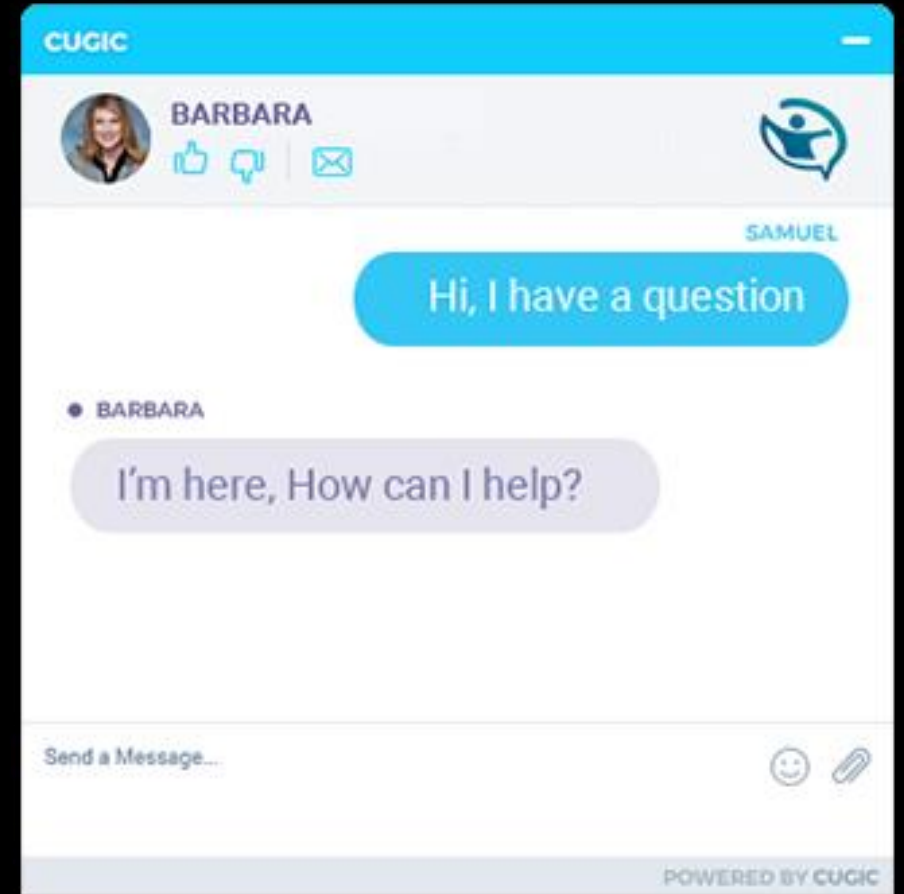 CUGIC
BARBARA
SAMUEL
Hi, I have a question
BARBARA
I'm here, How can I help?
Send a Message...
POWERED BY CUGIC